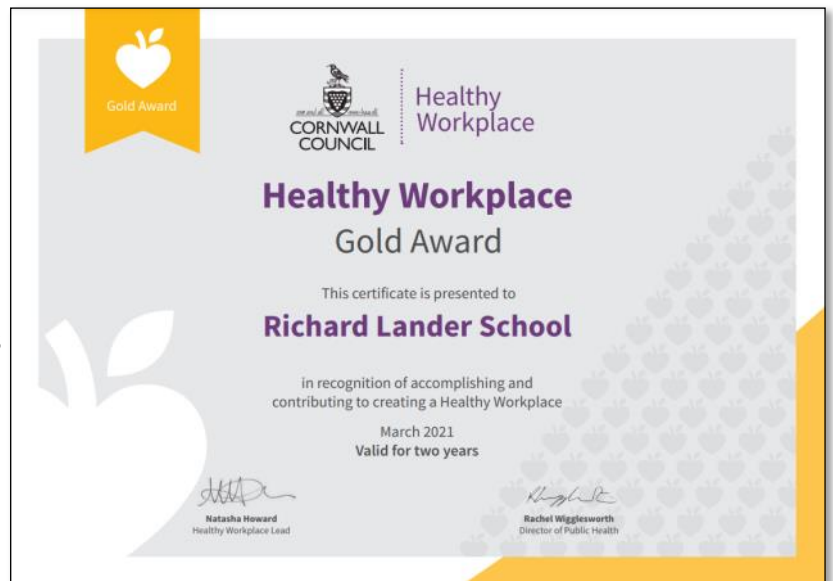 Gold Award
CORNWALL
COUNCIL
Healthy
Workplace
Healthy Workplace
Gold Award
This certificate is presented to
Richard Lander School
in recognition of accomplishing and
contributing to creating a Healthy Workplace
March 2021
Valid for two years
Natasha Howard
Healthy Workplace Lead
Rachel Wigglesworth
Director of Public Health